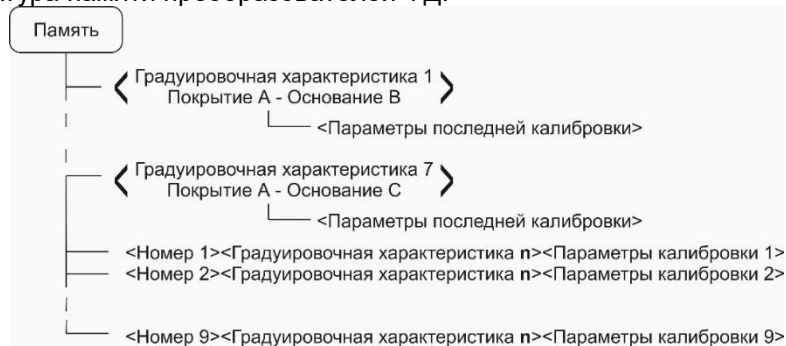 памяти преобразователей
Память
Градуировочная характеристика 1
Покрытие А - Основание В
<Параметры последней калибровки>
Градуировочная характеристика 7
Покрытие А - Основание С
<Параметры последней калибровки>
<Номер 1><Градуировочная характеристика n><Параметры калибровки 1>
<Номер 2><Градуировочная характеристика n><Параметры калибровки 2>
<Номер 9><Градуировочная характеристика n><Параметры калибровки 9>